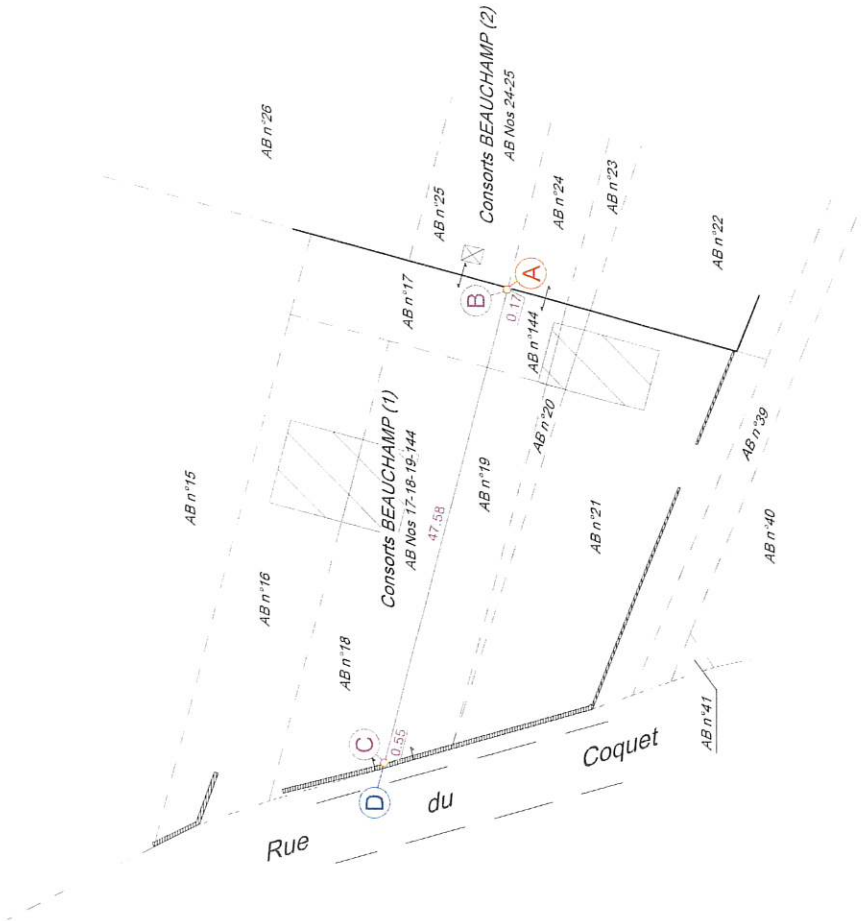 AB n°26
Consorts BEAUCHAMP (2)
AB Nos 24-25
AB n°25
AB n°24
AB n°23
AB n°22
AB n°17
B
A
0.17
AB n°144
AB n°20
AB n°15
Consorts BEAUCHAMP (1)
AB Nos 17-18-19-144
AB n°16
AB n°18
47.58
AB n°19
AB n°21
AB n°39
AB n°40
AB n°41
C
0.55
D
Rue du Coquet